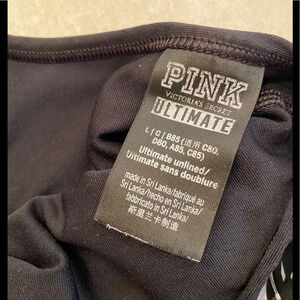 PINK
VICTORIA'S SECRET
ULTIMATE
L | G | B85 (适用 C80,
D80, A85, C85)
Ultimate unlined/
Ultimate sans doublure
made in Sri Lanka/fabriqué au
Sri Lanka/hecho en Sri Lanka/
fabricato in Sri Lanka/
斯里兰卡制造